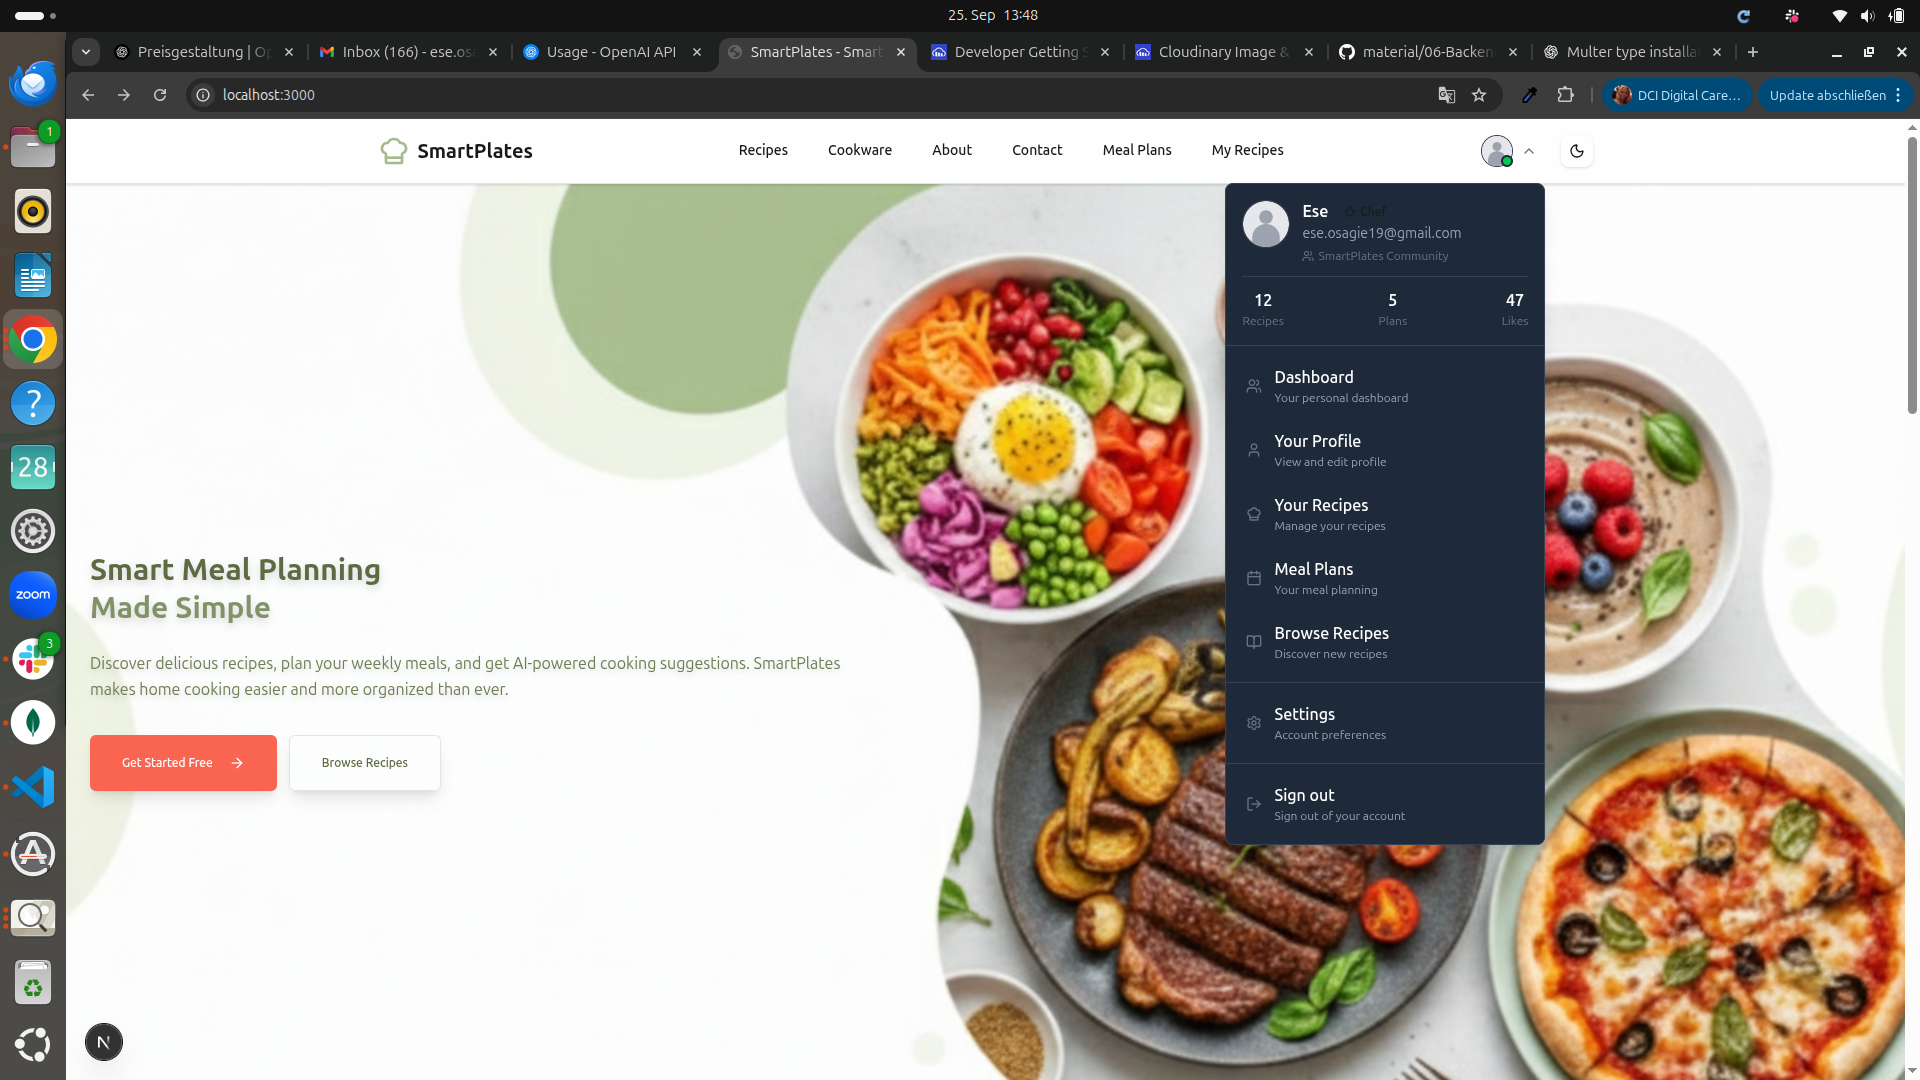 25. Sep 13:48
Preisgestaltung | Op
Inbox (166) - ese.osa
Usage - OpenAI API
SmartPlates - Smart
Developer Getting S
Cloudinary Image &
material/06-Backen
Multer type installa
localhost:3000
DCI Digital Care...
Update abschließen
1
28
zoom
3
SmartPlates
Recipes
Cookware
About
Contact
Meal Plans
My Recipes
Ese
Chef
ese.osagie19@gmail.com
SmartPlates Community
12
5
47
Recipes
Plans
Likes
Dashboard
Your personal dashboard
Your Profile
View and edit profile
Your Recipes
Manage your recipes
Meal Plans
Your meal planning
Browse Recipes
Discover new recipes
Settings
Account preferences
Sign out
Sign out of your account
Smart Meal Planning
Made Simple
Discover delicious recipes, plan your weekly meals, and get AI-powered cooking suggestions. SmartPlates
makes home cooking easier and more organized than ever.
Get Started Free
Browse Recipes
N